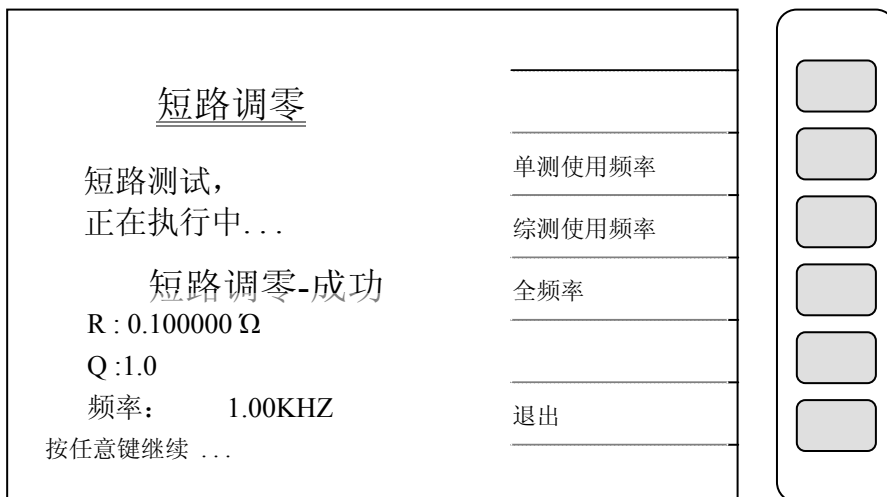 短路调零
短路测试，
正在执行中...
短路调零-成功
R : 0.100000 Ω
Q :1.0
频率： 1.00KHZ
按任意键继续 ...
单测使用频率
综测使用频率
全频率
退出